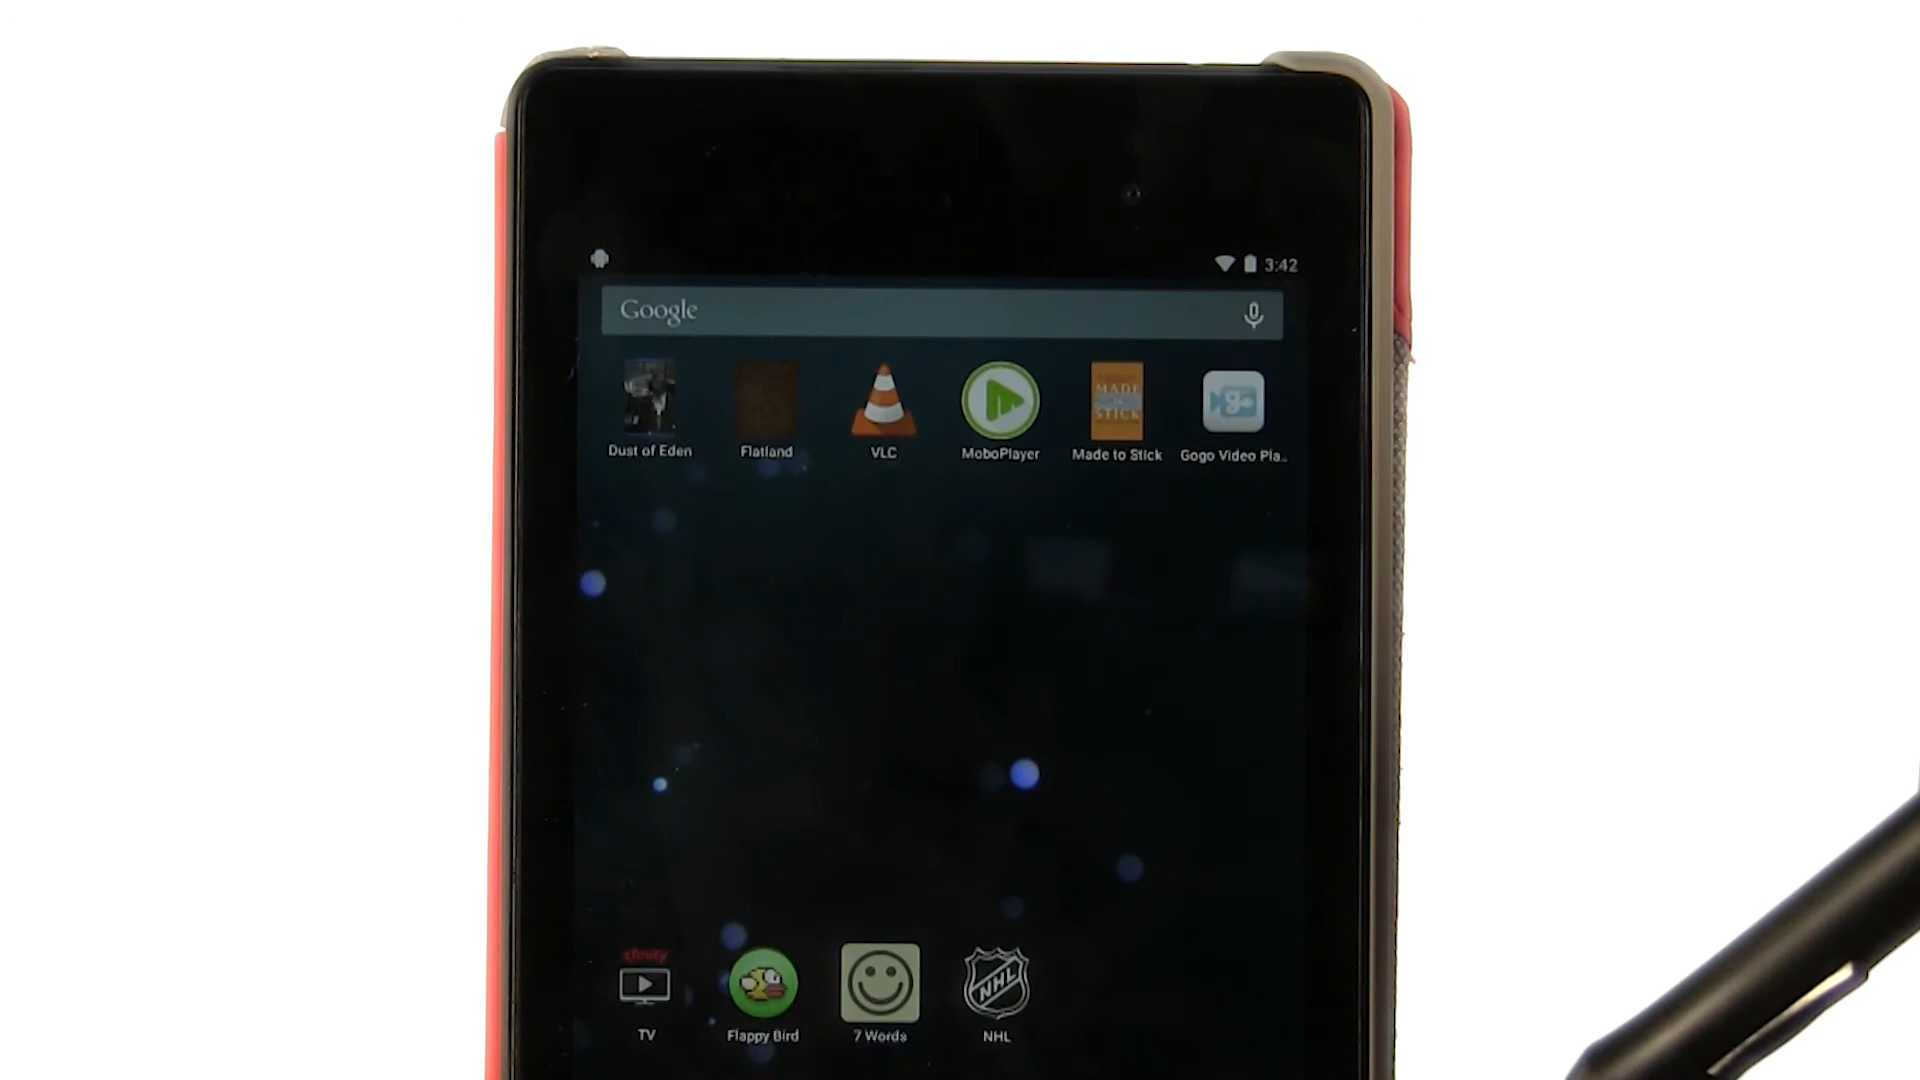 3:42
Google
Dust of Eden
Flatland
VLC
MoboPlayer
MADE
STICK
Made to Stick
Gogo Video Pla..
g
xfinity
TV
Flappy Bird
7 Words
NHL
NHL